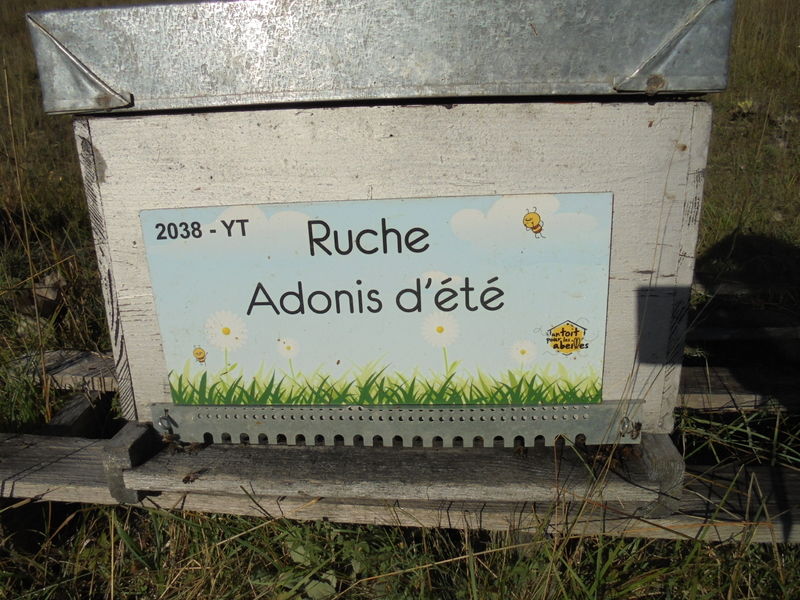 2038 - YT
Ruche
Adonis d'été
un toit
pour les
abeilles